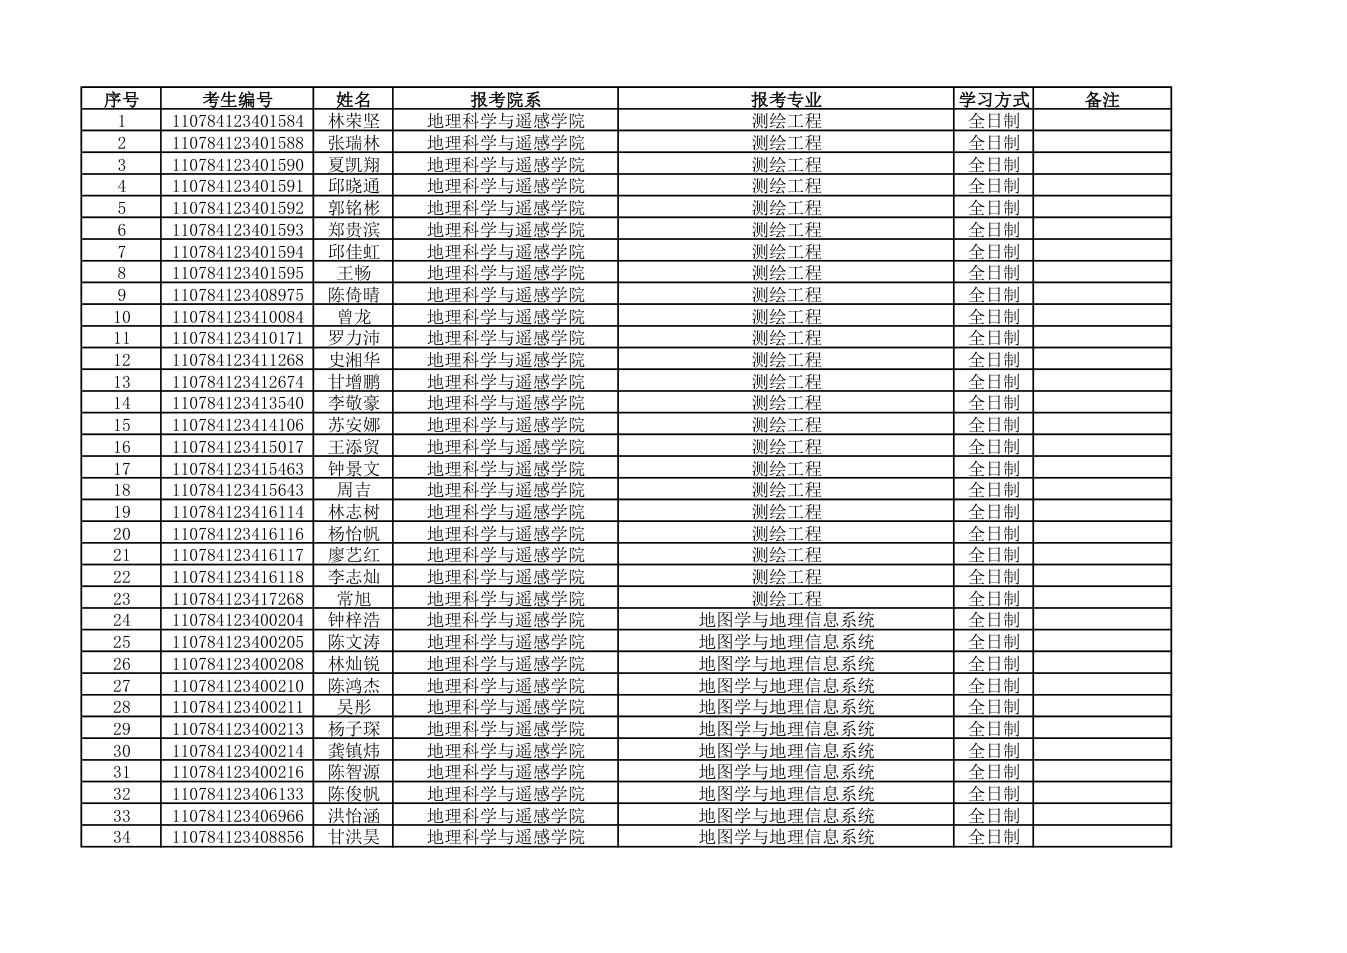 序号 考生编号 姓名 报考院系 报考专业 学习方式 备注
1 110784123401584 林荣坚 地理科学与遥感学院 测绘工程 全日制
2 110784123401588 张瑞林 地理科学与遥感学院 测绘工程 全日制
3 110784123401590 夏凯翔 地理科学与遥感学院 测绘工程 全日制
4 110784123401591 邱晓通 地理科学与遥感学院 测绘工程 全日制
5 110784123401592 郭铭彬 地理科学与遥感学院 测绘工程 全日制
6 110784123401593 郑贵滨 地理科学与遥感学院 测绘工程 全日制
7 110784123401594 邱佳虹 地理科学与遥感学院 测绘工程 全日制
8 110784123401595 王畅 地理科学与遥感学院 测绘工程 全日制
9 110784123408975 陈倚晴 地理科学与遥感学院 测绘工程 全日制
10 110784123410084 曾龙 地理科学与遥感学院 测绘工程 全日制
11 110784123410171 罗力沛 地理科学与遥感学院 测绘工程 全日制
12 110784123411268 史湘华 地理科学与遥感学院 测绘工程 全日制
13 110784123412674 甘增鹏 地理科学与遥感学院 测绘工程 全日制
14 110784123413540 李敬豪 地理科学与遥感学院 测绘工程 全日制
15 110784123414106 苏安娜 地理科学与遥感学院 测绘工程 全日制
16 110784123415017 王添贸 地理科学与遥感学院 测绘工程 全日制
17 110784123415463 钟景文 地理科学与遥感学院 测绘工程 全日制
18 110784123415643 周吉 地理科学与遥感学院 测绘工程 全日制
19 110784123416114 林志树 地理科学与遥感学院 测绘工程 全日制
20 110784123416116 杨怡帆 地理科学与遥感学院 测绘工程 全日制
21 110784123416117 廖艺红 地理科学与遥感学院 测绘工程 全日制
22 110784123416118 李志灿 地理科学与遥感学院 测绘工程 全日制
23 110784123417268 常旭 地理科学与遥感学院 测绘工程 全日制
24 110784123400204 钟梓浩 地理科学与遥感学院 地图学与地理信息系统 全日制
25 110784123400205 陈文涛 地理科学与遥感学院 地图学与地理信息系统 全日制
26 110784123400208 林灿锐 地理科学与遥感学院 地图学与地理信息系统 全日制
27 110784123400210 陈鸿杰 地理科学与遥感学院 地图学与地理信息系统 全日制
28 110784123400211 吴彤 地理科学与遥感学院 地图学与地理信息系统 全日制
29 110784123400213 杨子琛 地理科学与遥感学院 地图学与地理信息系统 全日制
30 110784123400214 龚镇炜 地理科学与遥感学院 地图学与地理信息系统 全日制
31 110784123400216 陈智源 地理科学与遥感学院 地图学与地理信息系统 全日制
32 110784123406133 陈俊帆 地理科学与遥感学院 地图学与地理信息系统 全日制
33 110784123406966 洪怡涵 地理科学与遥感学院 地图学与地理信息系统 全日制
34 110784123408856 甘洪昊 地理科学与遥感学院 地图学与地理信息系统 全日制